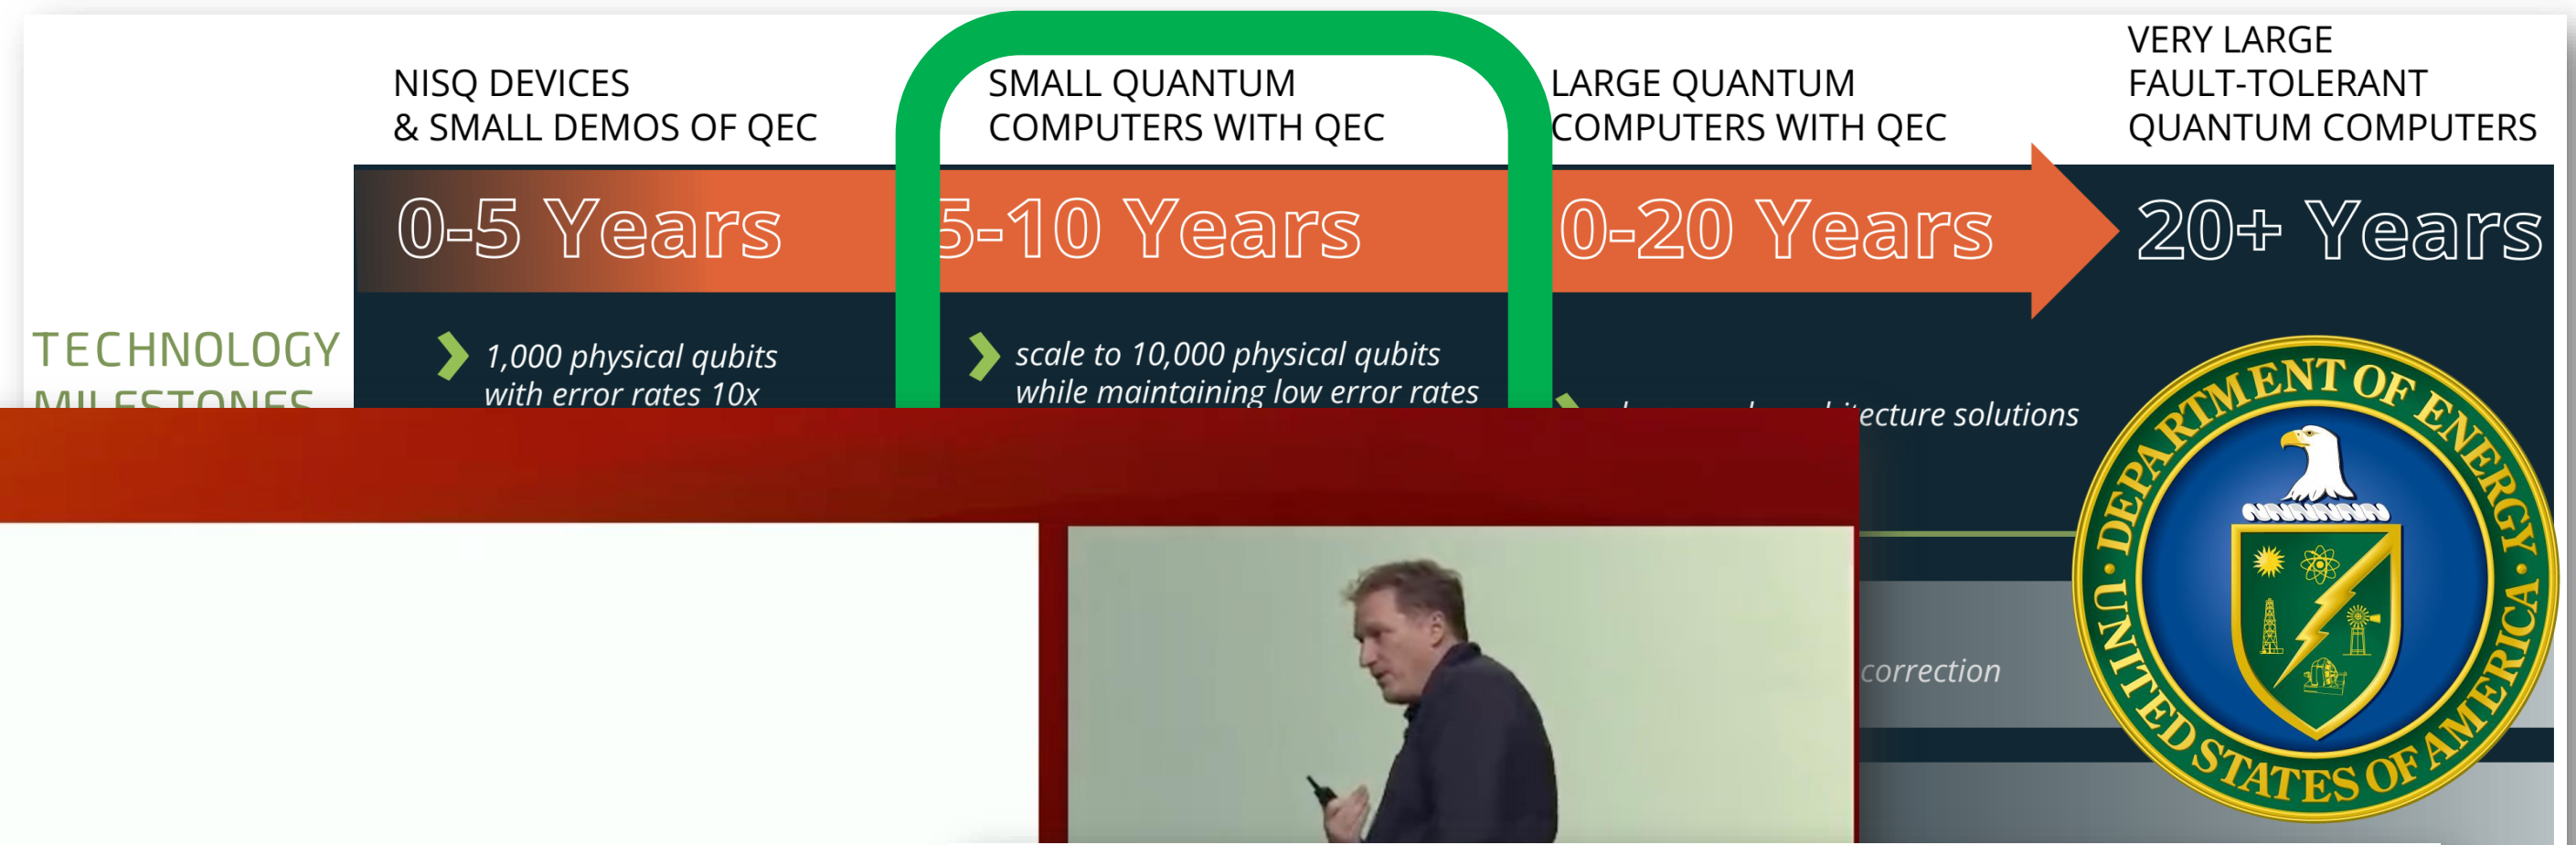 NISQ DEVICES
& SMALL DEMOS OF QEC
SMALL QUANTUM
COMPUTERS WITH QEC
LARGE QUANTUM
COMPUTERS WITH QEC
VERY LARGE
FAULT-TOLERANT
QUANTUM COMPUTERS
0-5 Years
5-10 Years
0-20 Years
20+ Years
TECHNOLOGY
MILESTONES
1,000 physical qubits
with error rates 10x
scale to 10,000 physical qubits
while maintaining low error rates
solutions
correction
DEPARTMENT OF ENERGY
UNITED STATES OF AMERICA